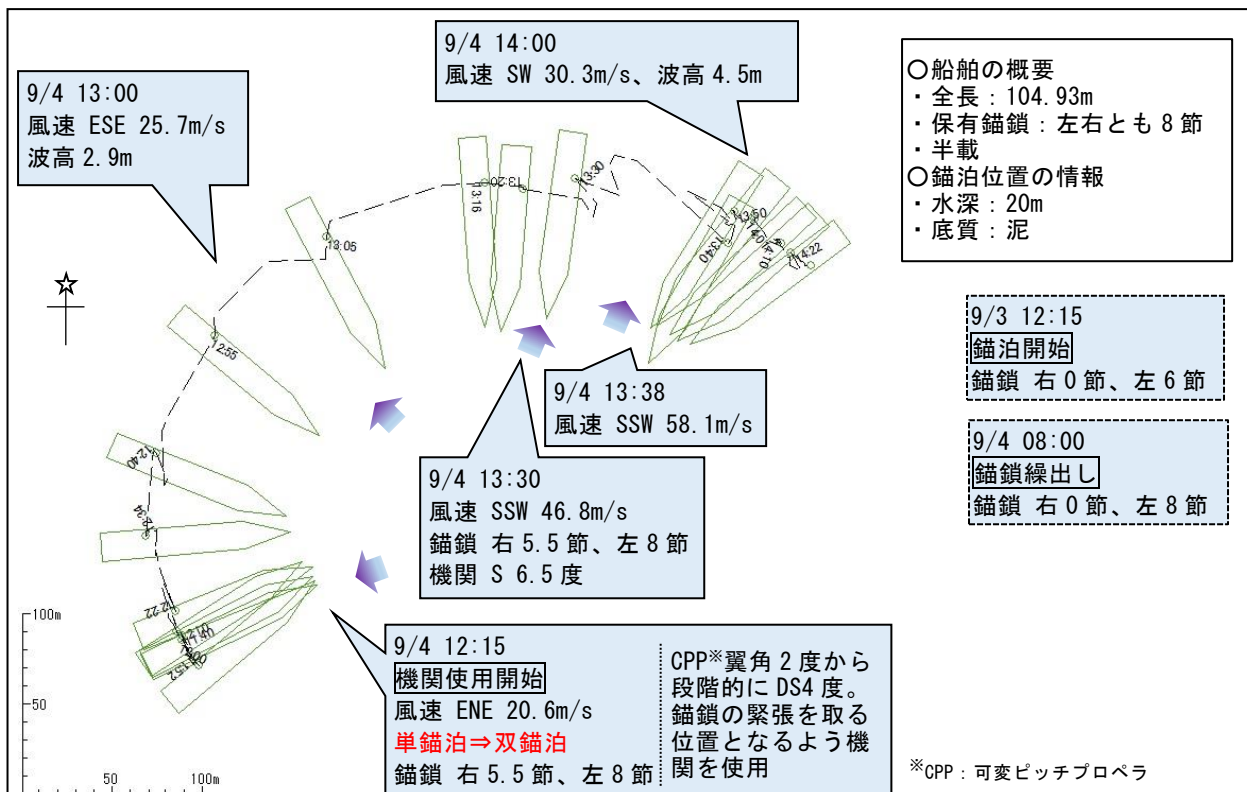 9/4 14:00
風速 SW 30.3m/s、波高 4.5m
9/4 13:00
風速 ESE 25.7m/s
波高 2.9m
○船舶の概要
・全長：104.93m
・保有錨鎖：左右とも 8 節
・半載
○錨泊位置の情報
・水深：20m
・底質：泥
9/3 12:15
錨泊開始
錨鎖 右 0 節、左 6 節
9/4 08:00
錨鎖繰出し
錨鎖 右 0 節、左 8 節
9/4 13:38
風速 SSW 58.1m/s
9/4 13:30
風速 SSW 46.8m/s
錨鎖 右 5.5 節、左 8 節
機関 S 6.5 度
9/4 12:15
機関使用開始
風速 ENE 20.6m/s
単錨泊⇒双錨泊
錨鎖 右 5.5 節、左 8 節
CPP※翼角 2 度から
段階的に DS4 度。
錨鎖の緊張を取る
位置となるよう機
関を使用
※CPP：可変ピッチプロペラ
13:05
13:16
13:20
13:30
13:40
13:50
14:10
14:22
12:55
12:40
12:34
12:22
100m
50
50
100m